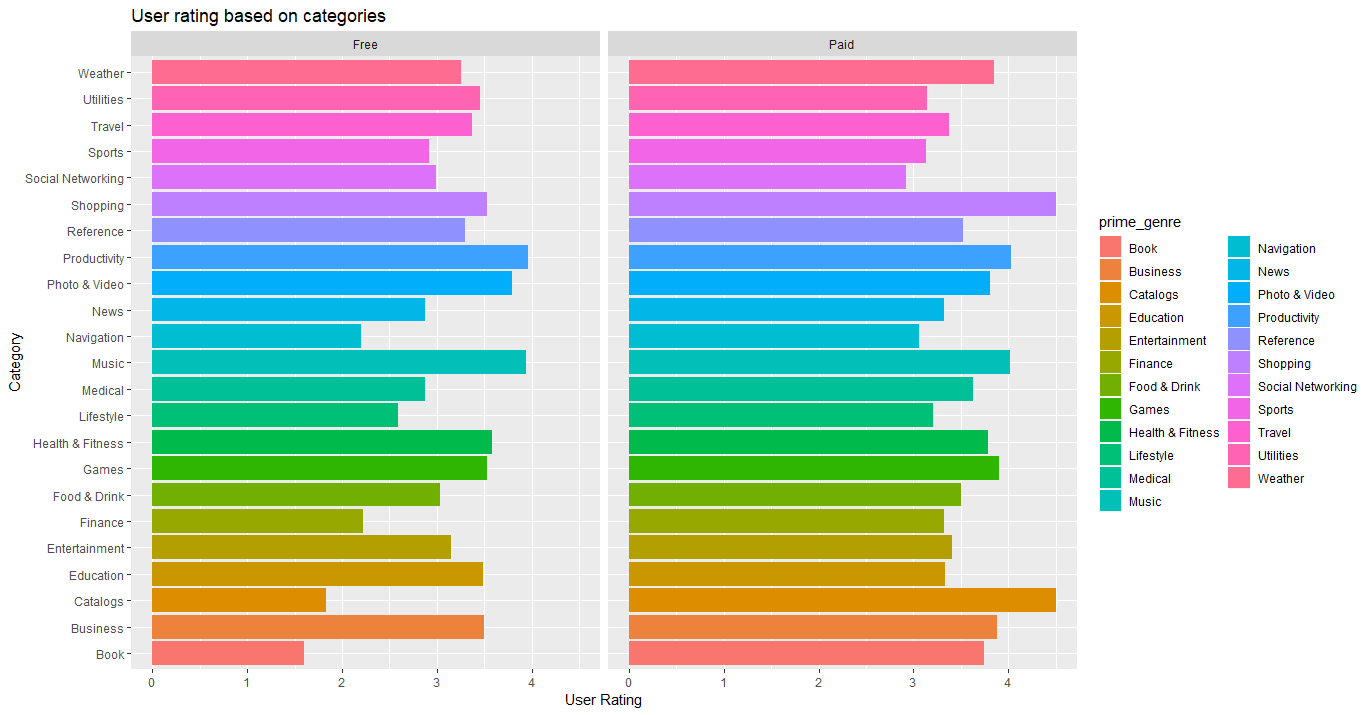 User rating based on categories
Free
Paid
Category
Weather
Utilities
Travel
Sports
Social Networking
Shopping
Reference
Productivity
Photo & Video
News
Navigation
Music
Medical
Lifestyle
Health & Fitness
Games
Food & Drink
Finance
Entertainment
Education
Catalogs
Business
Book
0 1 2 3 4
0 1 2 3 4
User Rating
prime_genre
Book
Business
Catalogs
Education
Entertainment
Finance
Food & Drink
Games
Health & Fitness
Lifestyle
Medical
Music
Navigation
News
Photo & Video
Productivity
Reference
Shopping
Social Networking
Sports
Travel
Utilities
Weather